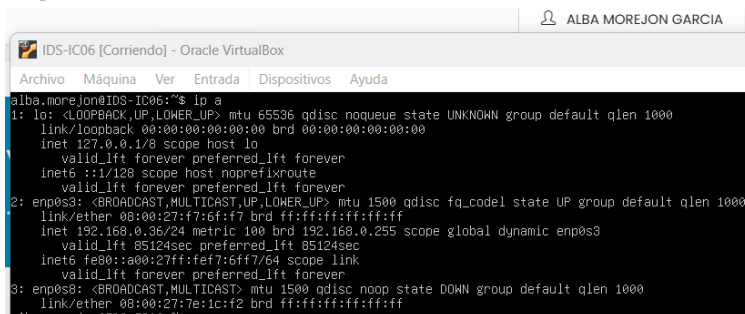 ALBA MOREJON GARCIA
IDS-IC06 [Corriendo] - Oracle VirtualBox
Archivo Máquina Ver Entrada Dispositivos Ayuda
alba.morejon@IDS-IC06:~$ ip a
1: lo: <LOOPBACK,UP,LOWER_UP> mtu 65536 qdisc noqueue state UNKNOWN group default qlen 1000
link/loopback 00:00:00:00:00:00 brd 00:00:00:00:00:00
inet 127.0.0.1/8 scope host lo
valid_lft forever preferred_lft forever
inet6 ::1/128 scope host noprefixroute
valid_lft forever preferred_lft forever
2: enp0s3: <BROADCAST,MULTICAST,UP,LOWER_UP> mtu 1500 qdisc fq_codel state UP group default qlen 1000
link/ether 08:00:27:f7:6f:f7 brd ff:ff:ff:ff:ff:ff
inet 192.168.0.36/24 metric 100 brd 192.168.0.255 scope global dynamic enp0s3
valid_lft 85124sec preferred_lft 85124sec
inet6 fe80::a00:27ff:fef7:6ff7/64 scope link
valid_lft forever preferred_lft forever
3: enp0s8: <BROADCAST,MULTICAST> mtu 1500 qdisc noop state DOWN group default qlen 1000
link/ether 08:00:27:7e:1c:f2 brd ff:ff:ff:ff:ff:ff